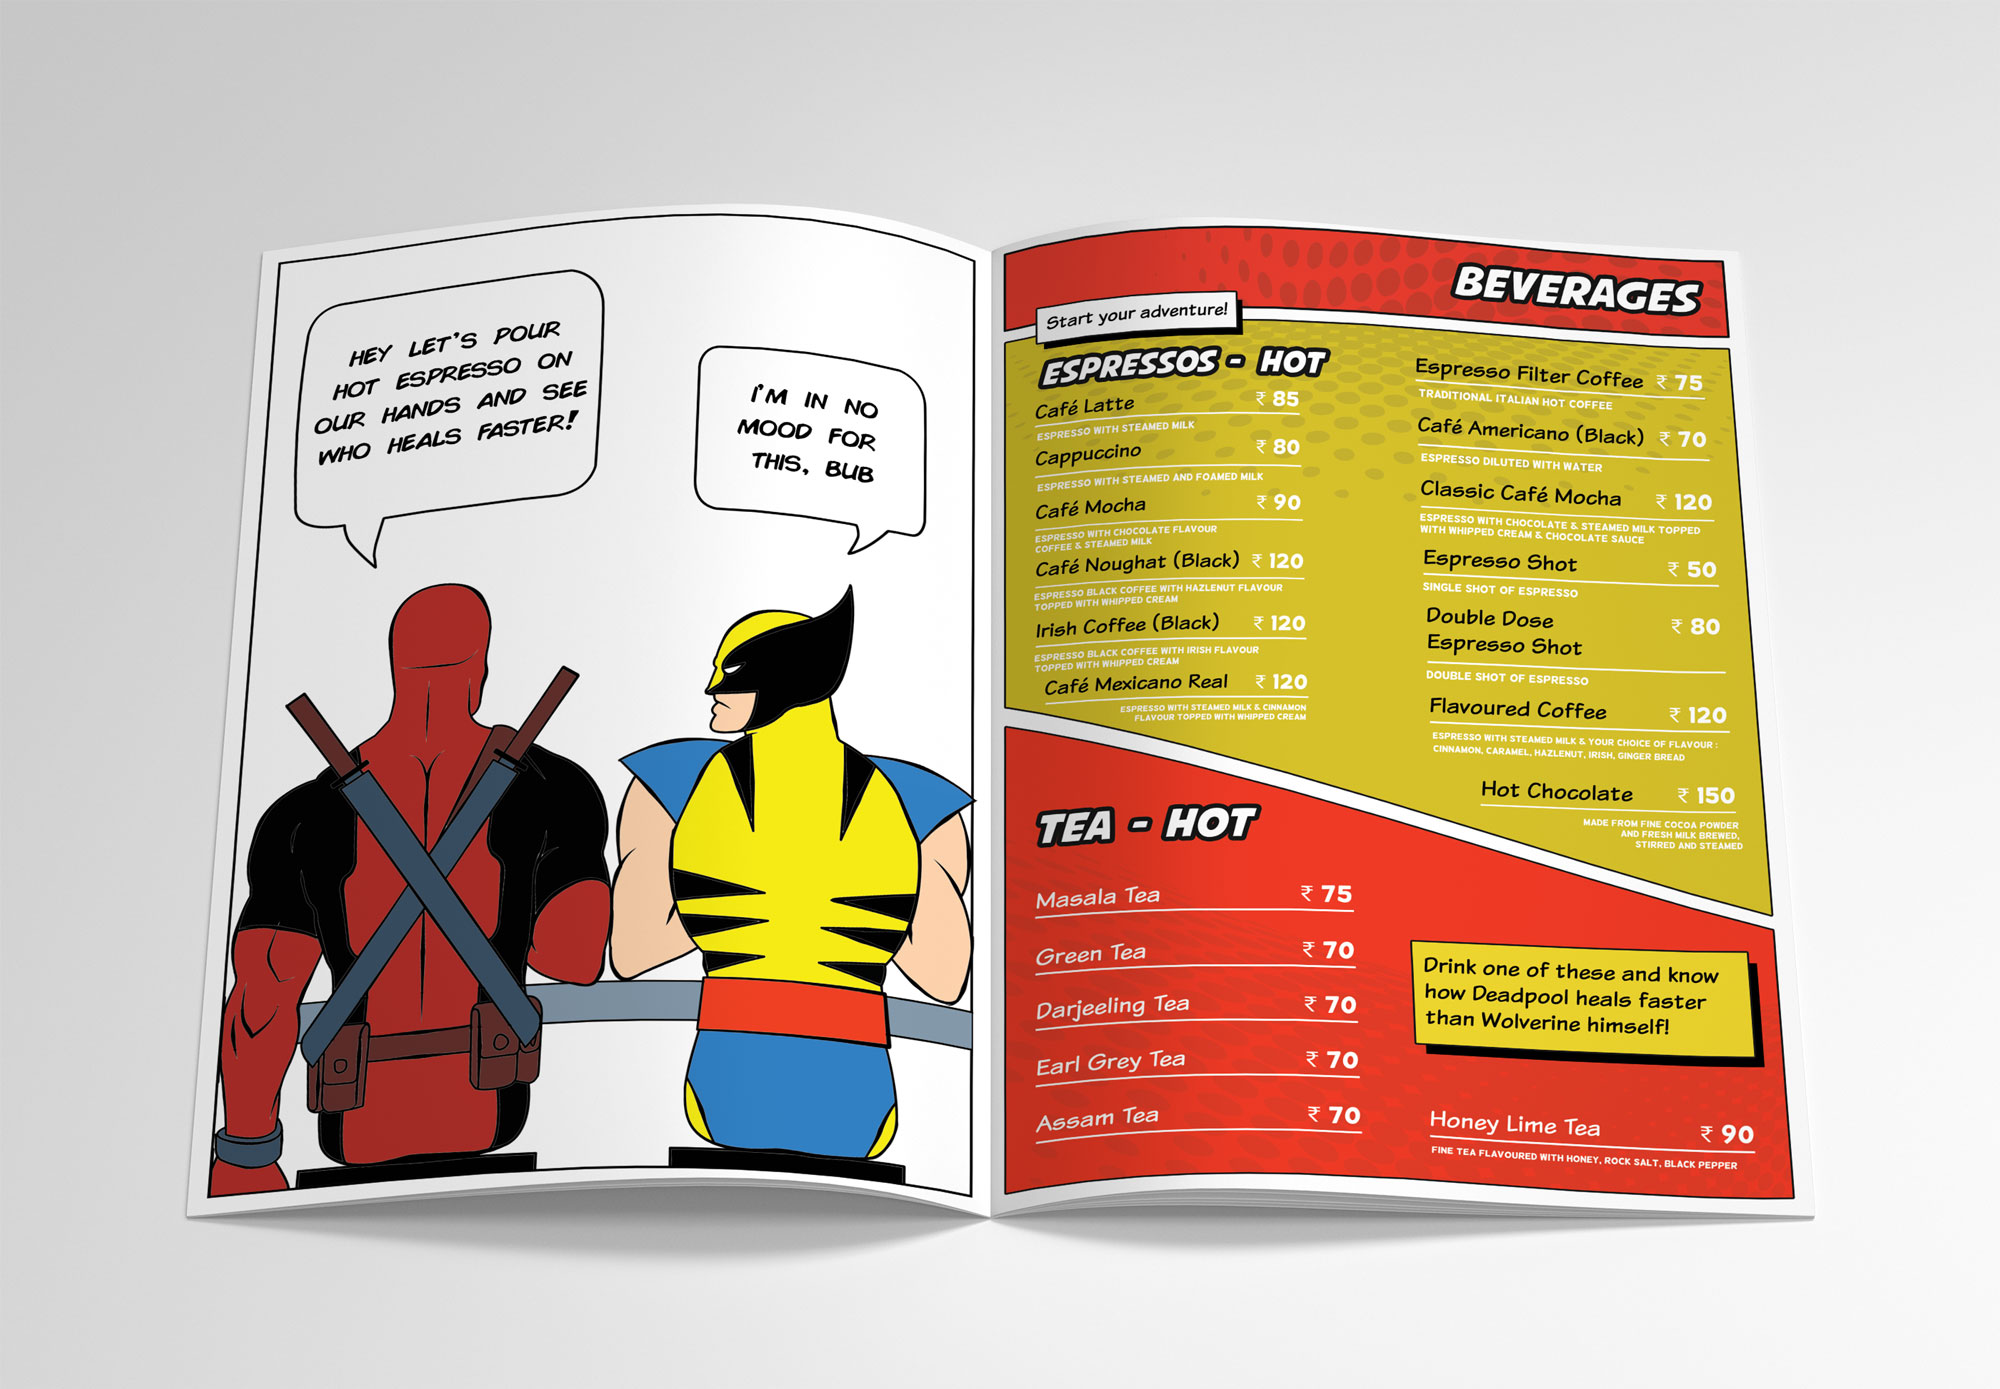 HEY LET'S POUR
HOT ESPRESSO ON
OUR HANDS AND SEE
WHO HEALS FASTER!
I'M IN NO
MOOD FOR
THIS, BUB
BEVERAGES
Start your adventure!
ESPRESSOS - HOT
Café Latte ₹ 85
ESPRESSO WITH STEAMED MILK
Cappuccino ₹ 80
ESPRESSO WITH STEAMED AND FOAMED MILK
Café Mocha ₹ 90
ESPRESSO WITH CHOCOLATE FLAVOUR
COFFEE & STEAMED MILK
Café Noughat (Black) ₹ 120
ESPRESSO BLACK COFFEE WITH HAZLENUT FLAVOUR
TOPPED WITH WHIPPED CREAM
Irish Coffee (Black) ₹ 120
ESPRESSO BLACK COFFEE WITH IRISH FLAVOUR
TOPPED WITH WHIPPED CREAM
Café Mexicano Real ₹ 120
ESPRESSO WITH STEAMED MILK & CINNAMON
FLAVOUR TOPPED WITH WHIPPED CREAM
Espresso Filter Coffee ₹ 75
TRADITIONAL ITALIAN HOT COFFEE
Café Americano (Black) ₹ 70
ESPRESSO DILUTED WITH WATER
Classic Café Mocha ₹ 120
ESPRESSO WITH CHOCOLATE & STEAMED MILK TOPPED
WITH WHIPPED CREAM & CHOCOLATE SAUCE
Espresso Shot ₹ 50
SINGLE SHOT OF ESPRESSO
Double Dose ₹ 80
Espresso Shot
DOUBLE SHOT OF ESPRESSO
Flavoured Coffee ₹ 120
ESPRESSO WITH STEAMED MILK & YOUR CHOICE OF FLAVOUR :
CINNAMON, CARAMEL, HAZLENUT, IRISH, GINGER BREAD
Hot Chocolate ₹ 150
MADE FROM FINE COCOA POWDER
AND FRESH MILK BREWED,
STIRRED AND STEAMED
TEA - HOT
Masala Tea ₹ 75
Green Tea ₹ 70
Darjeeling Tea ₹ 70
Earl Grey Tea ₹ 70
Assam Tea ₹ 70
Drink one of these and know
how Deadpool heals faster
than Wolverine himself!
Honey Lime Tea ₹ 90
FINE TEA FLAVOURED WITH HONEY, ROCK SALT, BLACK PEPPER